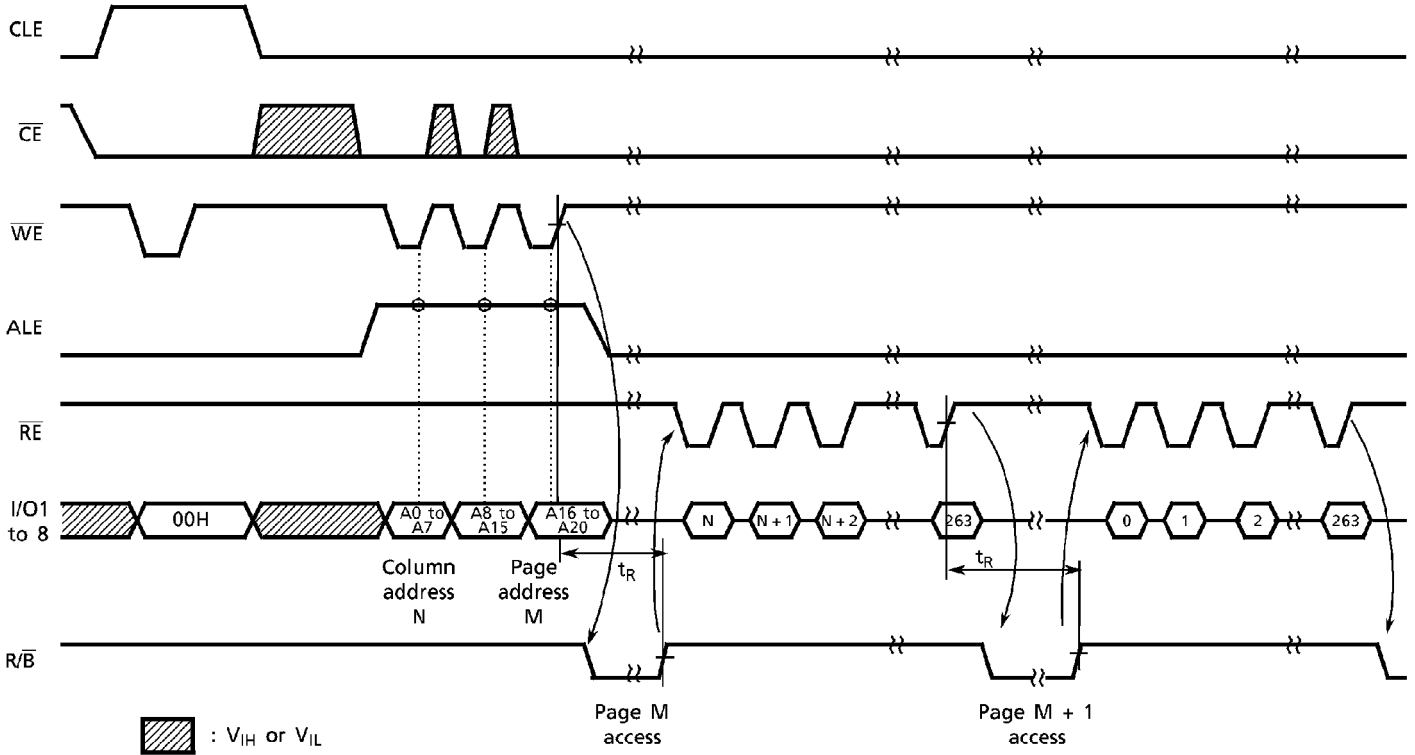 CLE
CE
WE
ALE
RE
I/O1
to 8
00H
A0 to
A7
A8 to
A15
A16 to
A20
N
N + 1
N + 2
263
0
1
2
263
Column
address
N
Page
address
M
tR
tR
R/B
Page M
access
Page M + 1
access
: VIH or VIL